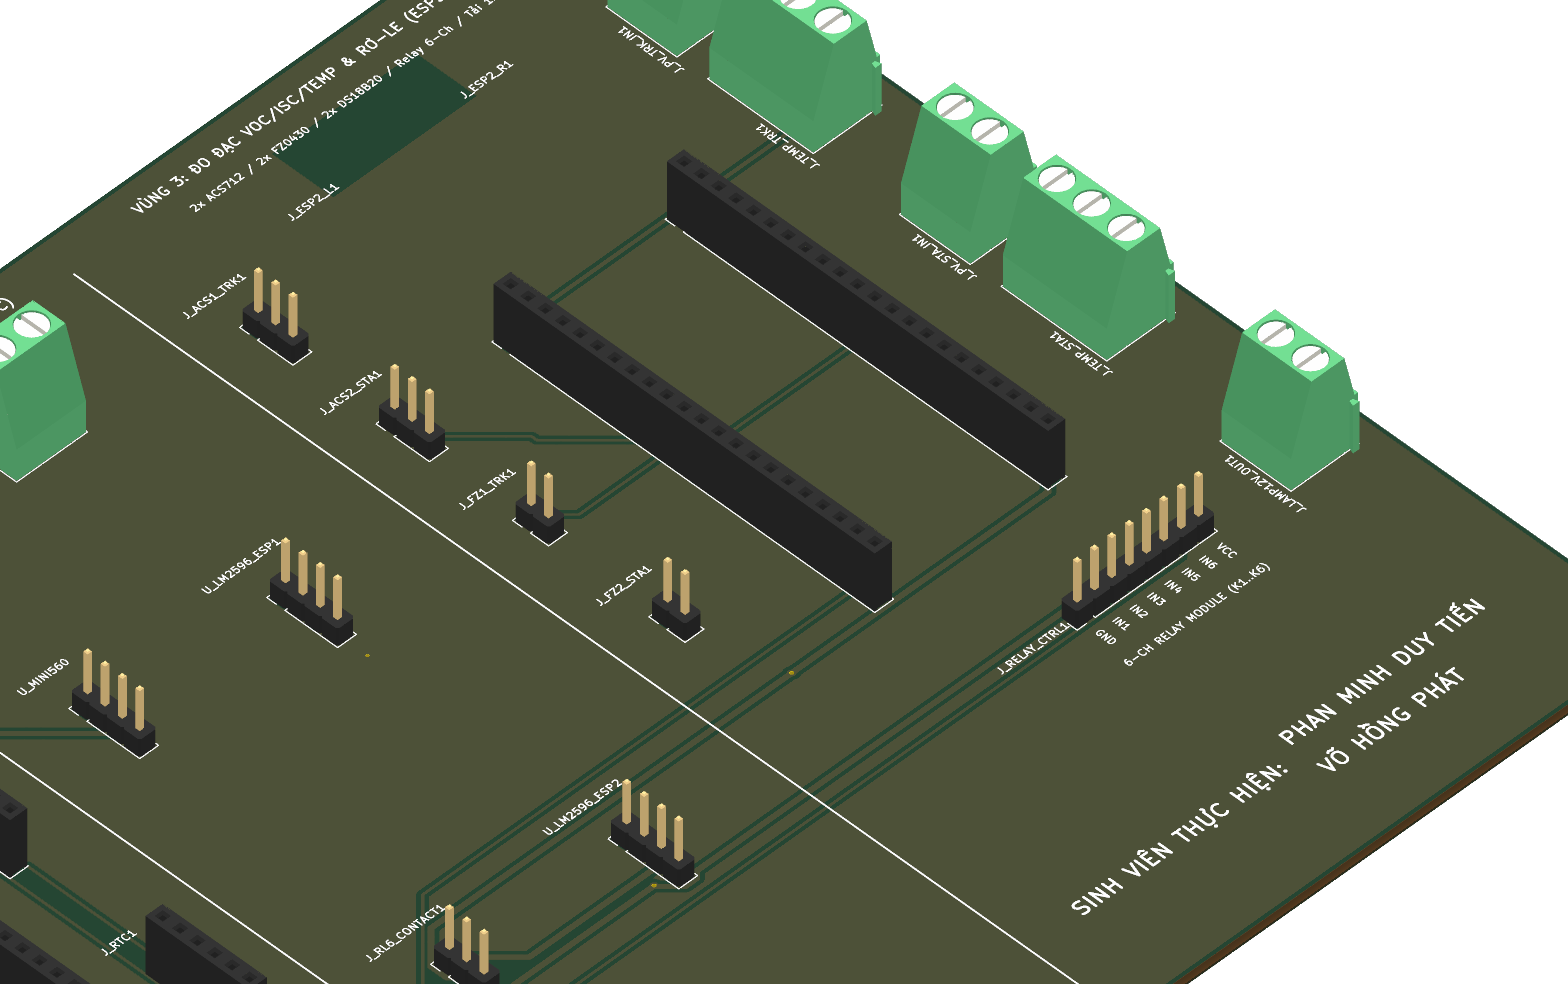 VÙNG 3: ĐO ĐẠC VOC/ISC/TEMP & RƠ-LE (ESP
2x ACS712 / 2x FZ0430 / 2x DS18B20 / Relay 6-Ch / Tải
J_ESP2_L1
J_ESP2_R1
J_PV_TRK_IN1
J_TEMP_TRK1
J_PV_STA_IN1
J_TEMP_STA1
J_LAMP12V_OUT1
C)
J_ACS1_TRK1
J_ACS2_STA1
J_FZ1_TRK1
J_FZ2_STA1
U_LM2596_ESP1
U_MINI560
U_LM2596_ESP2
J_RL6_CONTACT1
J_RTC1
J_RELAY_CTRL1
GND
IN1
IN2
IN3
IN4
IN5
IN6
VCC
6-CH RELAY MODULE (K1..K6)
SINH VIÊN THỰC HIỆN: PHAN MINH DUY TIẾN
VÕ HỒNG PHÁT